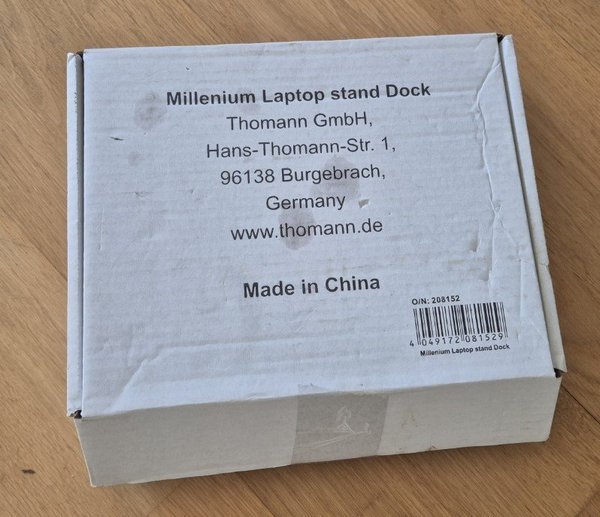 Millenium Laptop stand Dock
Thomann GmbH,
Hans-Thomann-Str. 1,
96138 Burgebrach,
Germany
www.thomann.de
Made in China
O/N: 208152
4 049172 081529
Millenium Laptop stand Dock